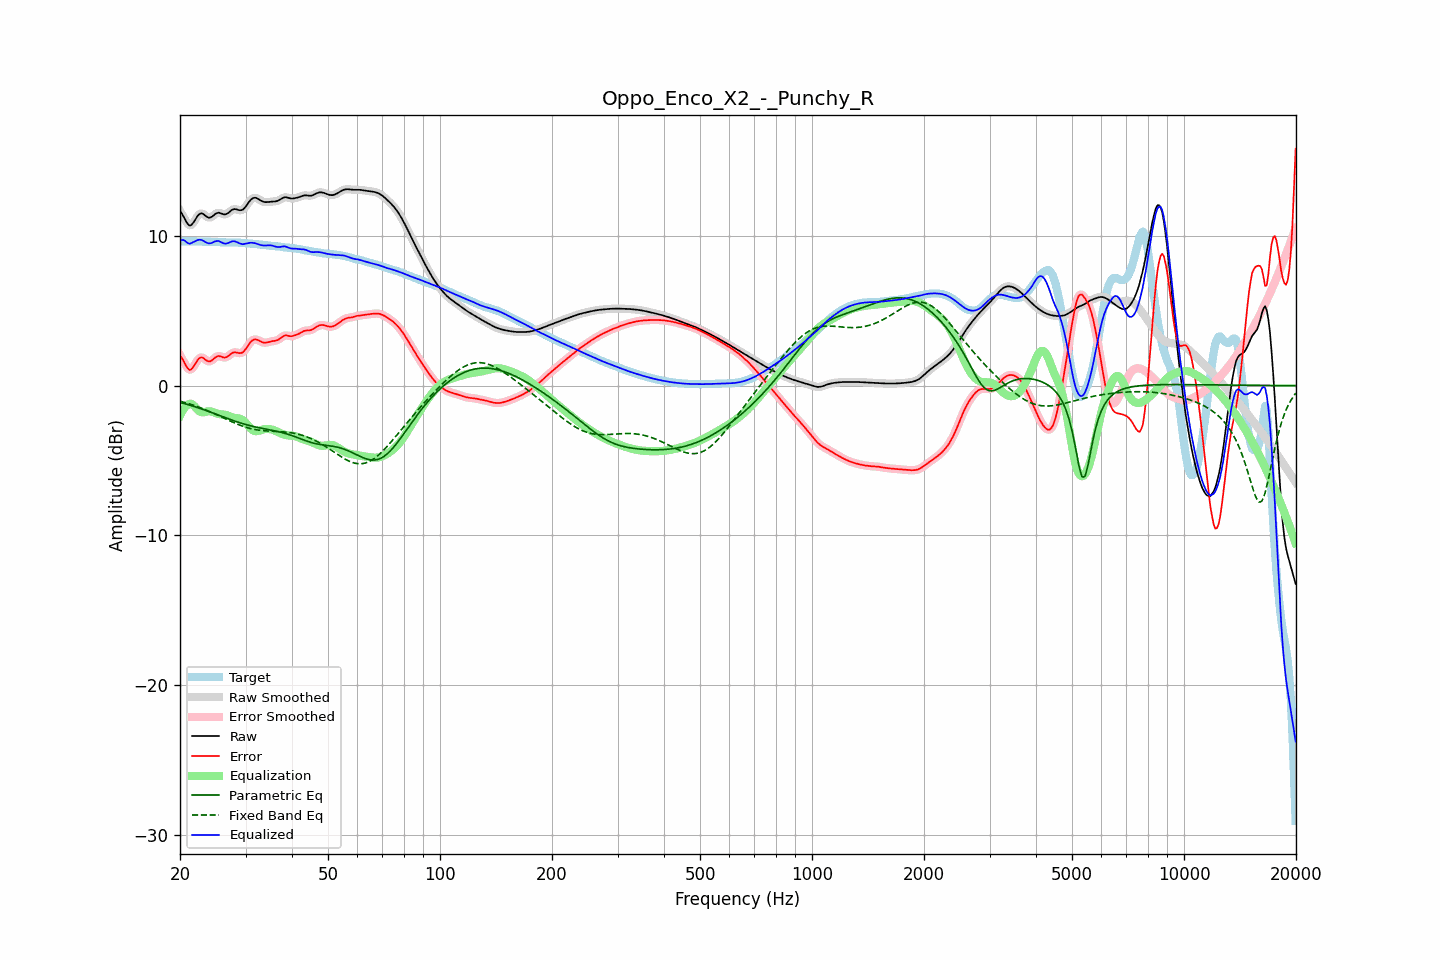 Oppo_Enco_X2_-_Punchy_R
Amplitude (dBr)
10
0
−10
−20
−30
Target
Raw Smoothed
Error Smoothed
Raw
Error
Equalization
Parametric Eq
Fixed Band Eq
Equalized
20 50 100 200 500 1000 2000 5000 10000 20000
Frequency (Hz)